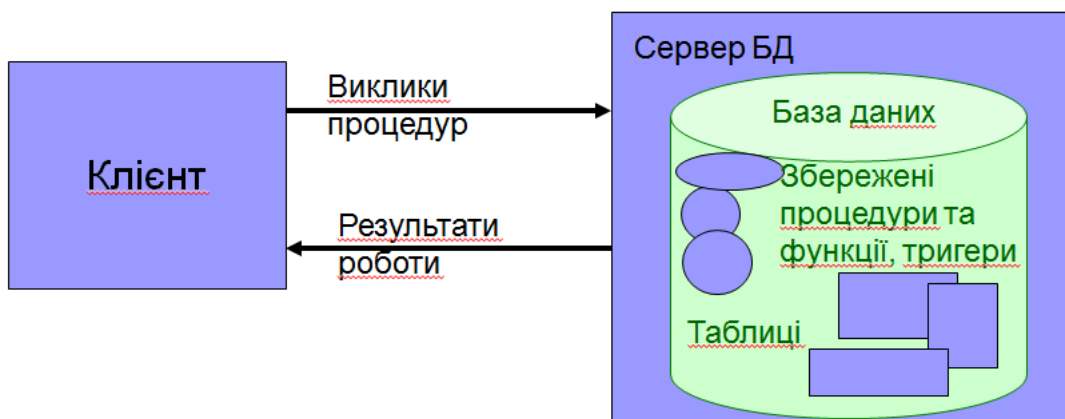 Клієнт
Виклики
процедур
Результати
роботи
Сервер БД
База даних
Збережені
процедури та
функції, тригери
Таблиці